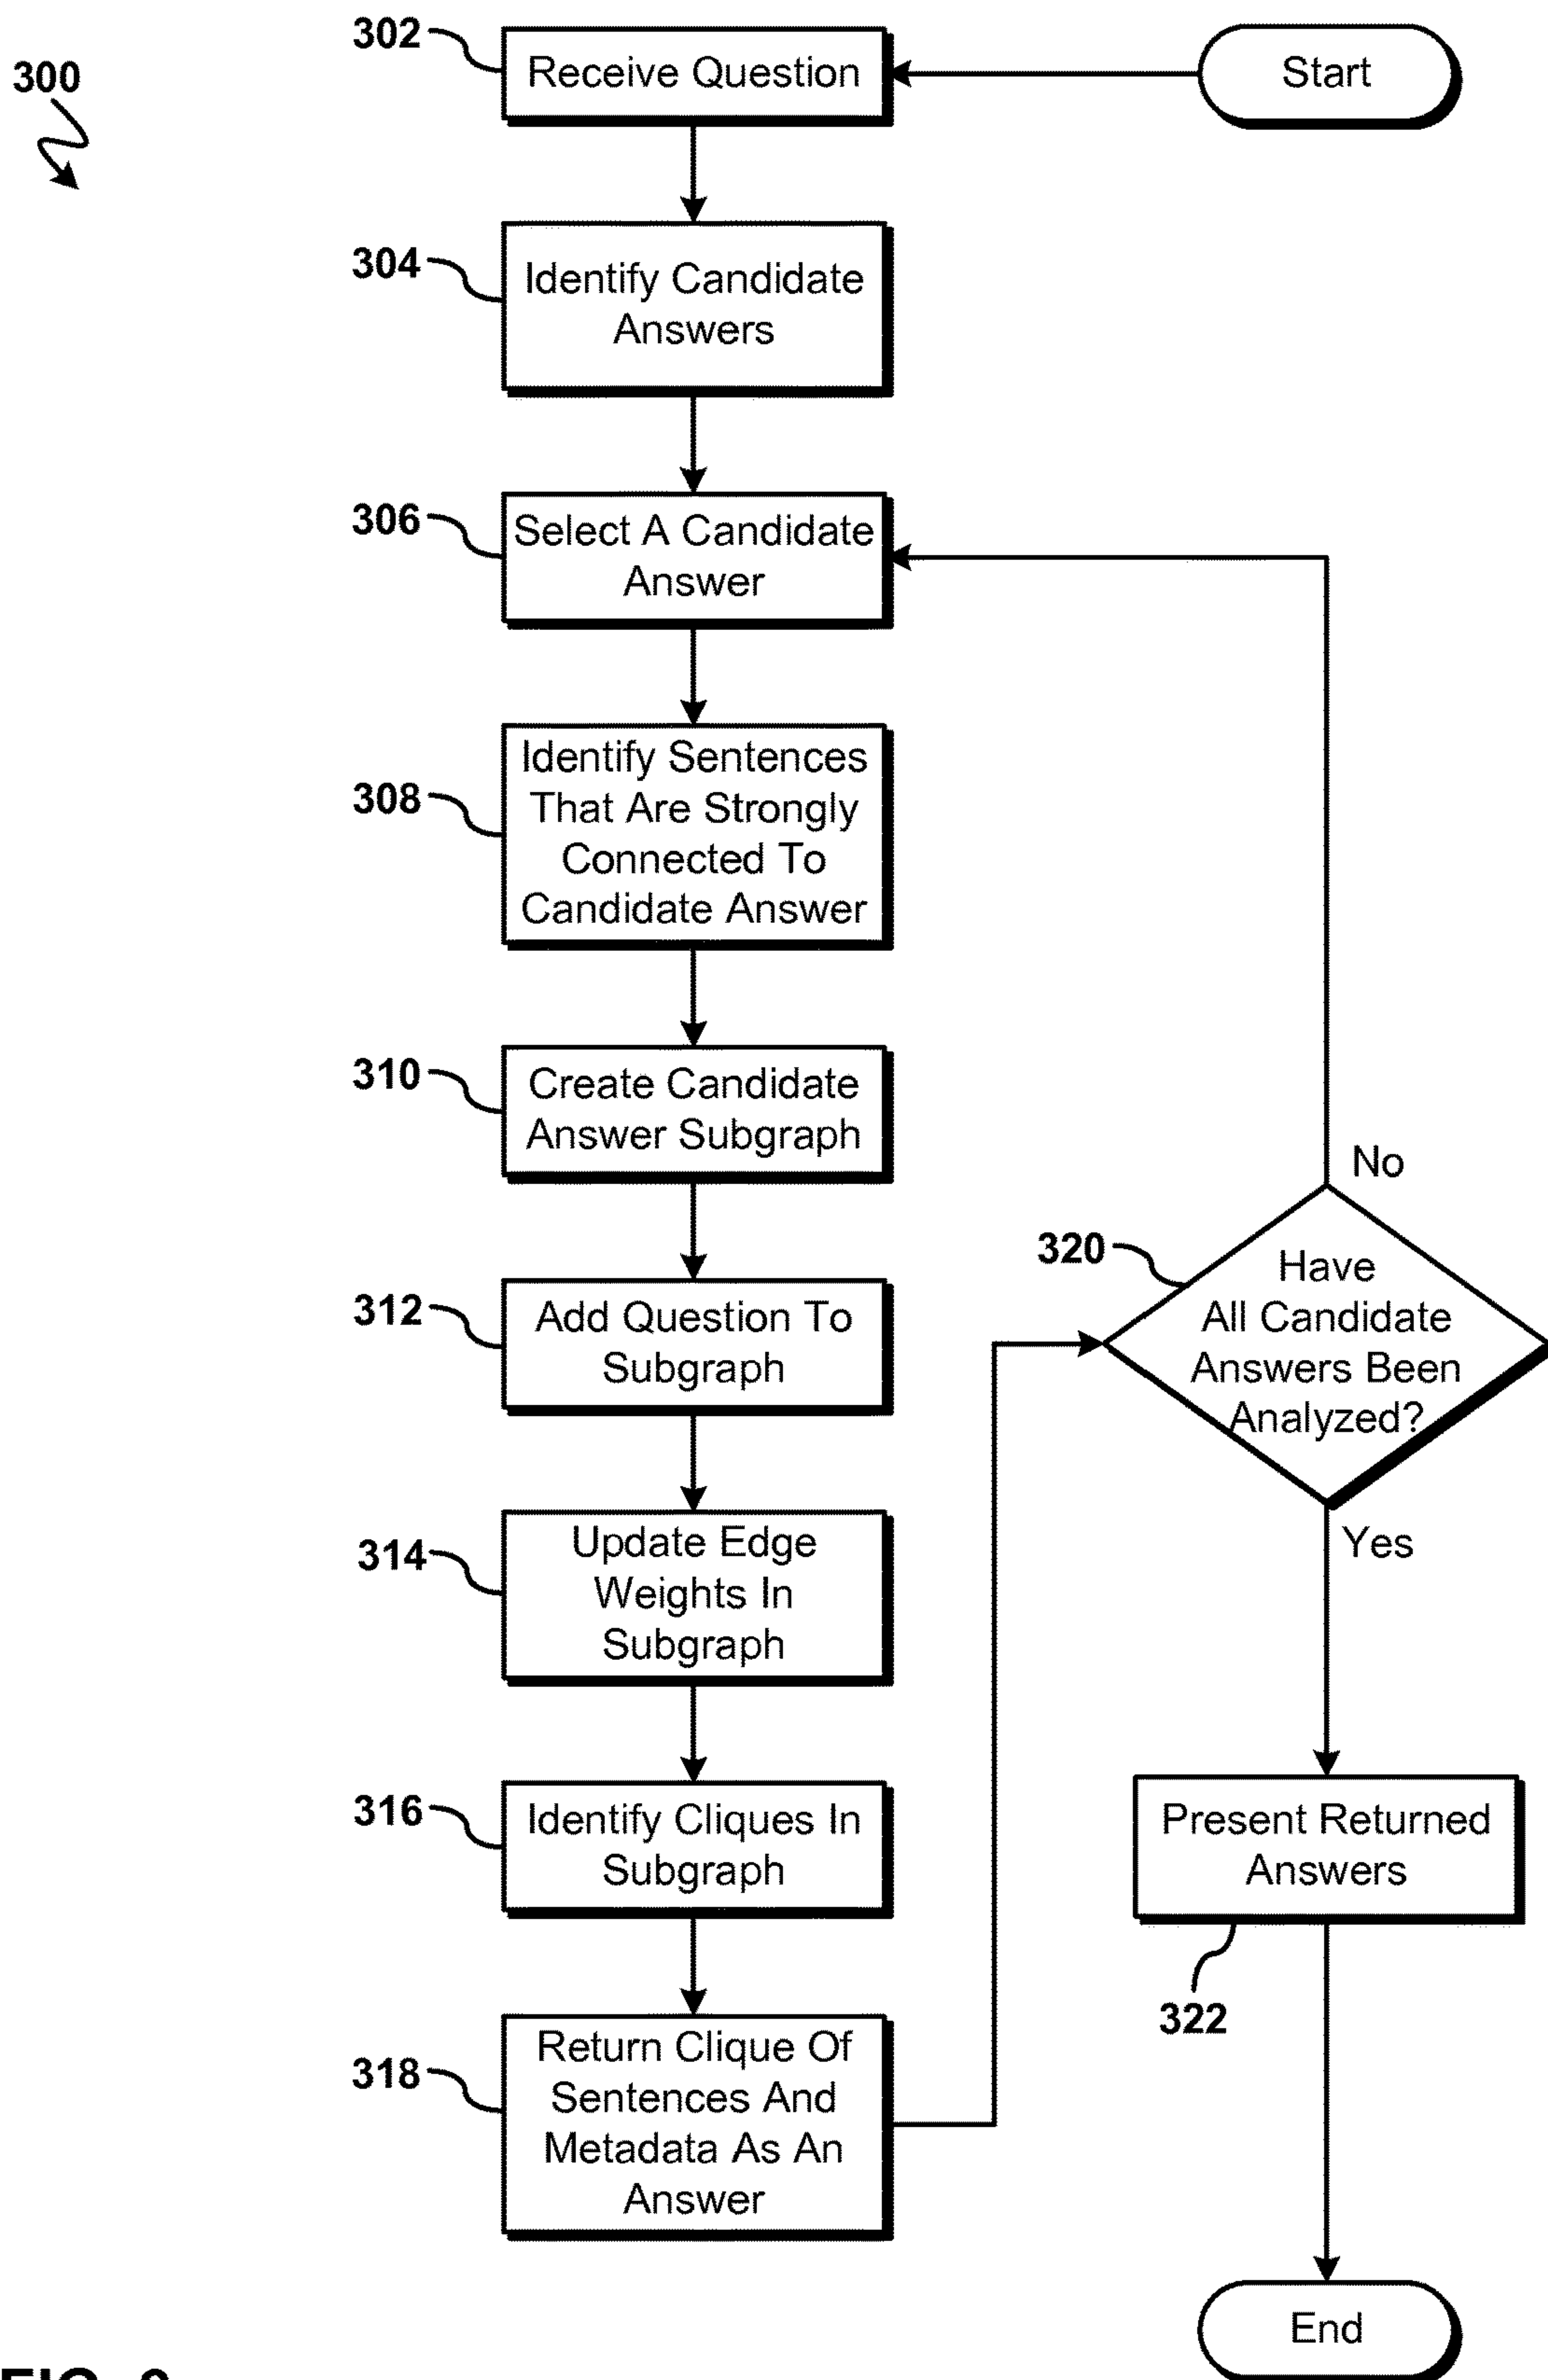 300
302
Receive Question
Start
304
Identify Candidate
Answers
306
Select A Candidate
Answer
308
Identify Sentences
That Are Strongly
Connected To
Candidate Answer
310
Create Candidate
Answer Subgraph
312
Add Question To
Subgraph
314
Update Edge
Weights In
Subgraph
316
Identify Cliques In
Subgraph
318
Return Clique Of
Sentences And
Metadata As An
Answer
No
320
Have
All Candidate
Answers Been
Analyzed?
Yes
Present Returned
Answers
322
End
FIG.